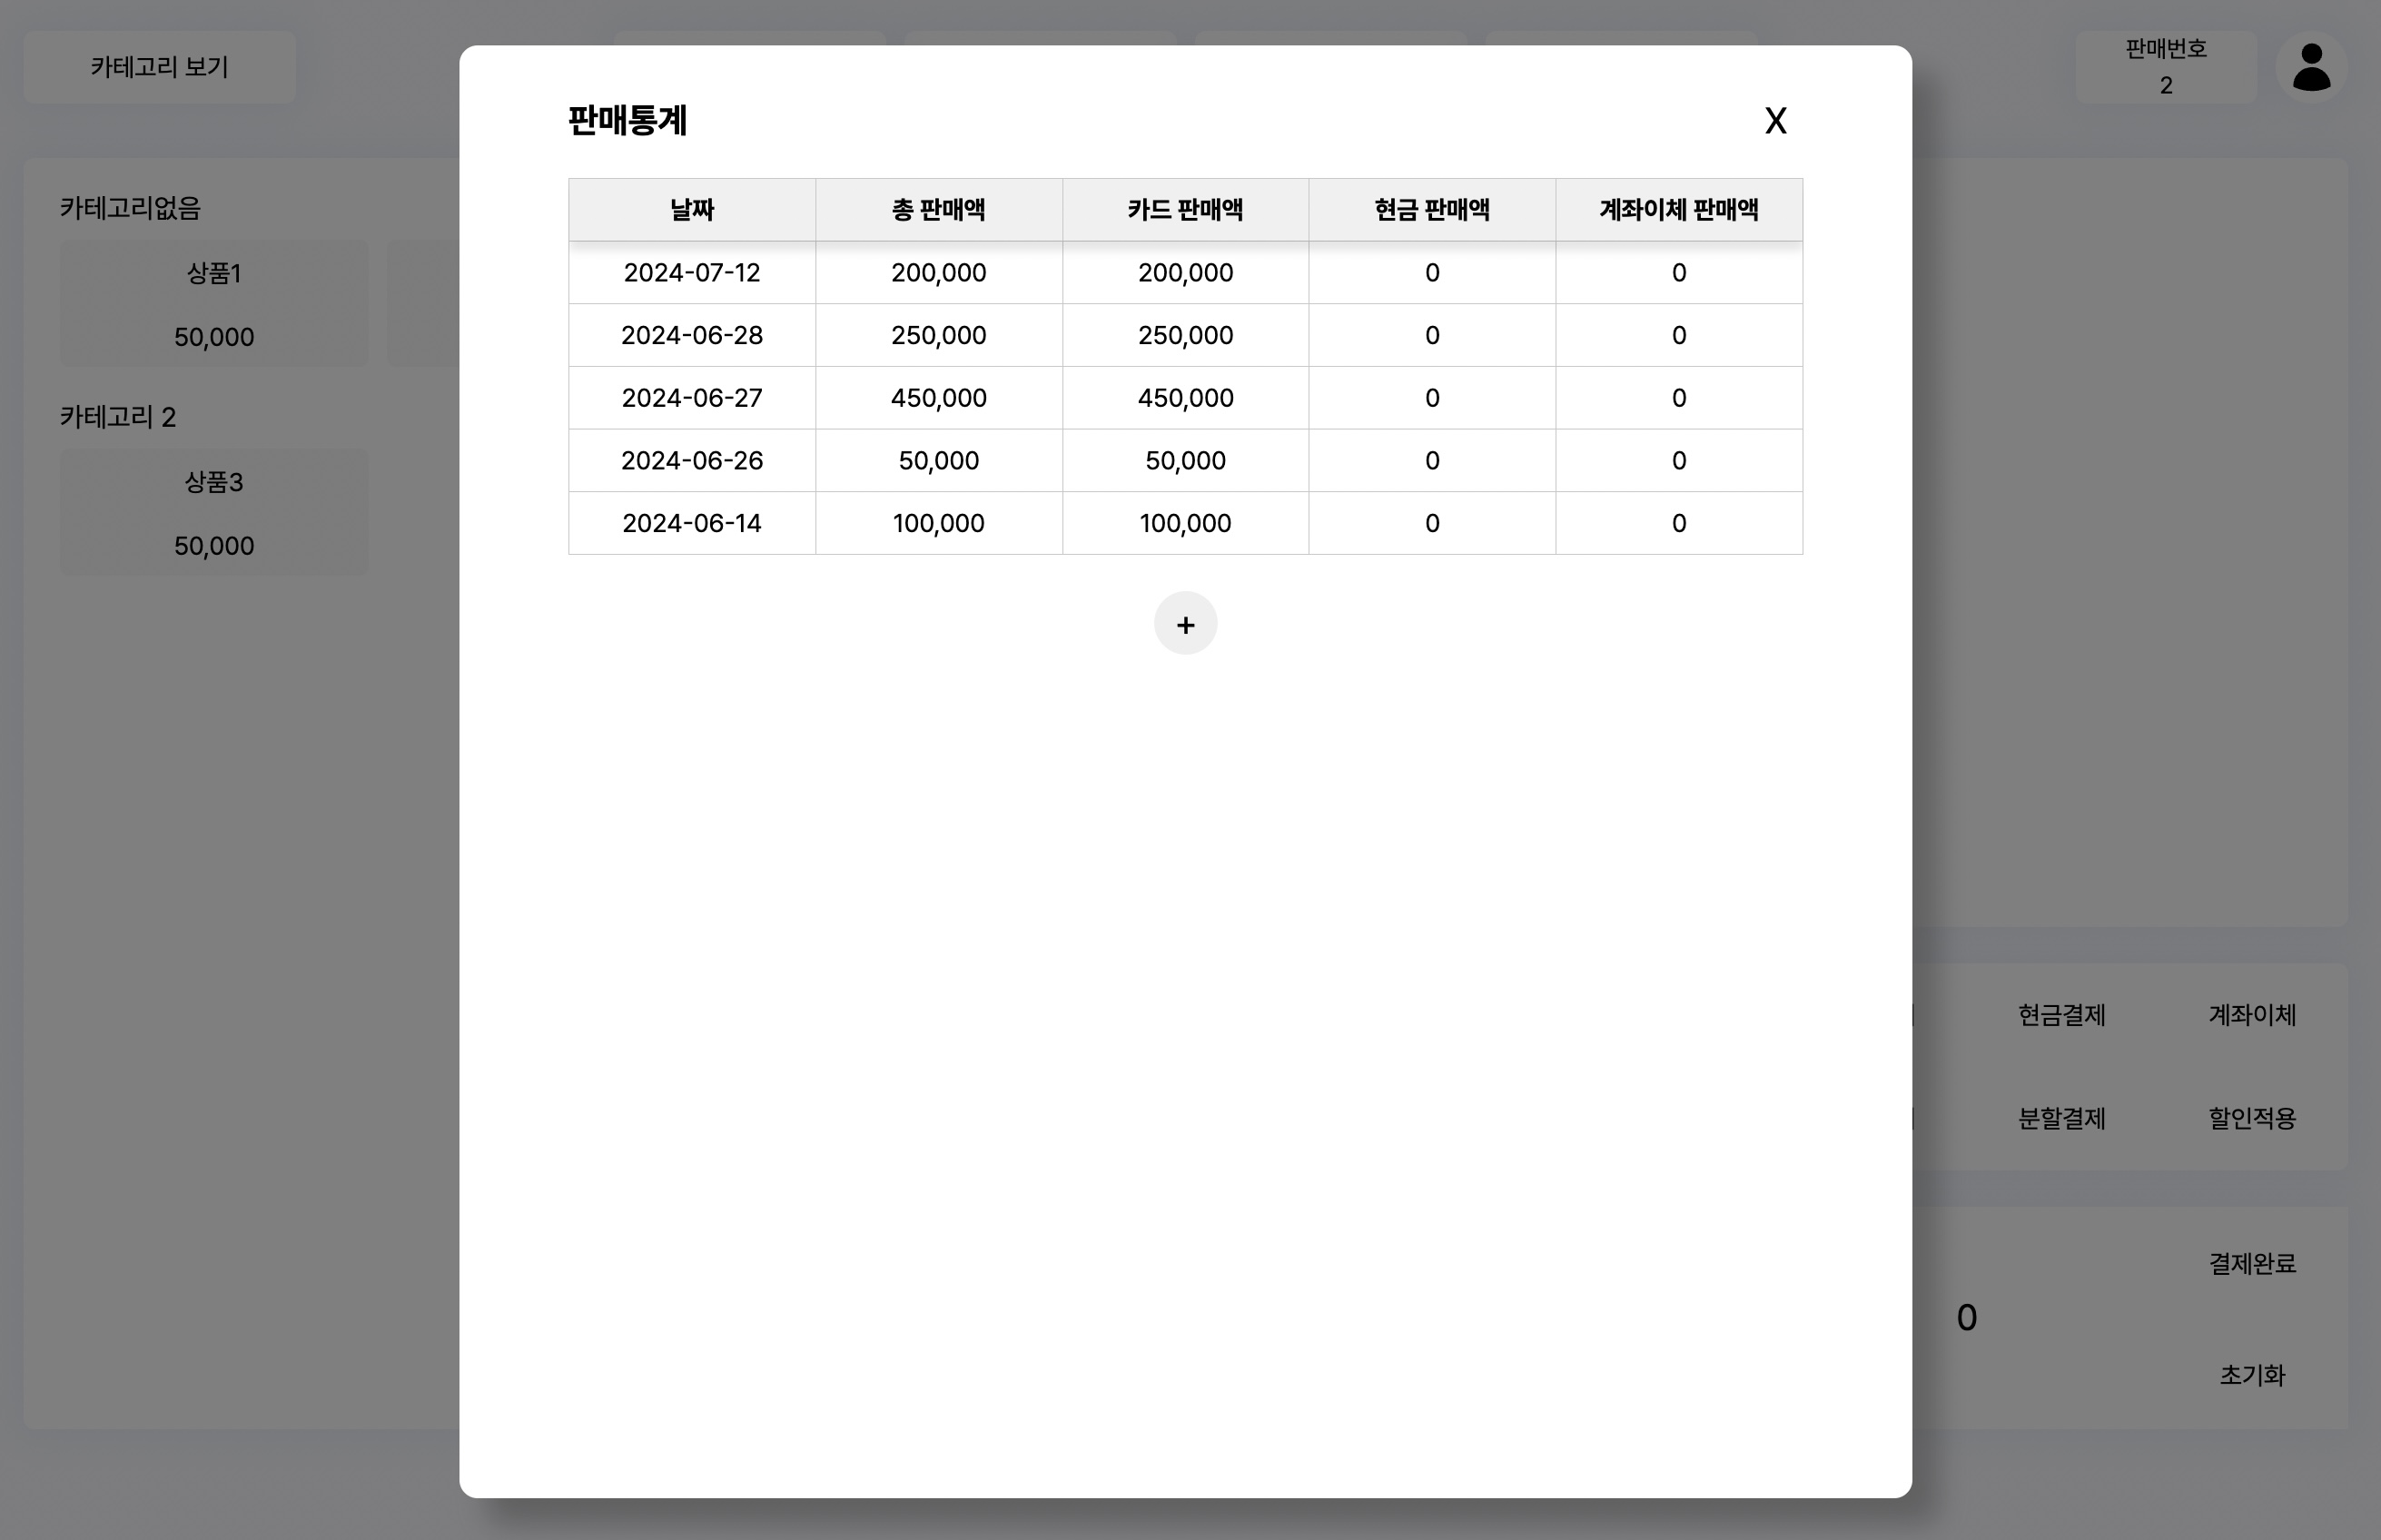 카테고리 보기
판매번호
2
카테고리없음
상품1
50,000
카테고리 2
상품3
50,000
판매통계
X
날짜 총 판매액 카드 판매액 현금 판매액 계좌이체 판매액
2024-07-12 200,000 200,000 0 0
2024-06-28 250,000 250,000 0 0
2024-06-27 450,000 450,000 0 0
2024-06-26 50,000 50,000 0 0
2024-06-14 100,000 100,000 0 0
+
현금결제 계좌이체
분할결제 할인적용
결제완료
0
초기화